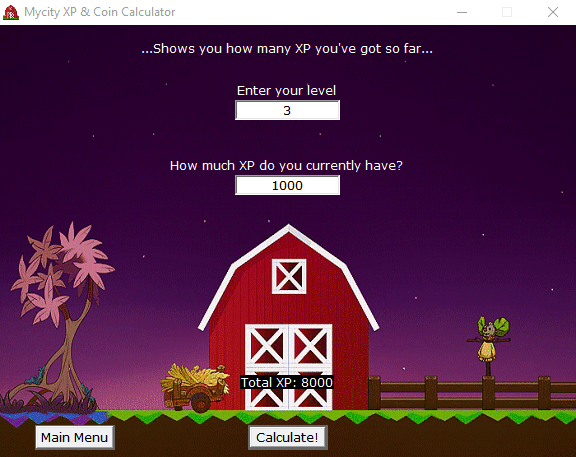 Mycity XP & Coin Calculator
...Shows you how many XP you've got so far...
Enter your level
3
How much XP do you currently have?
1000
Total XP: 8000
Main Menu
Calculate!